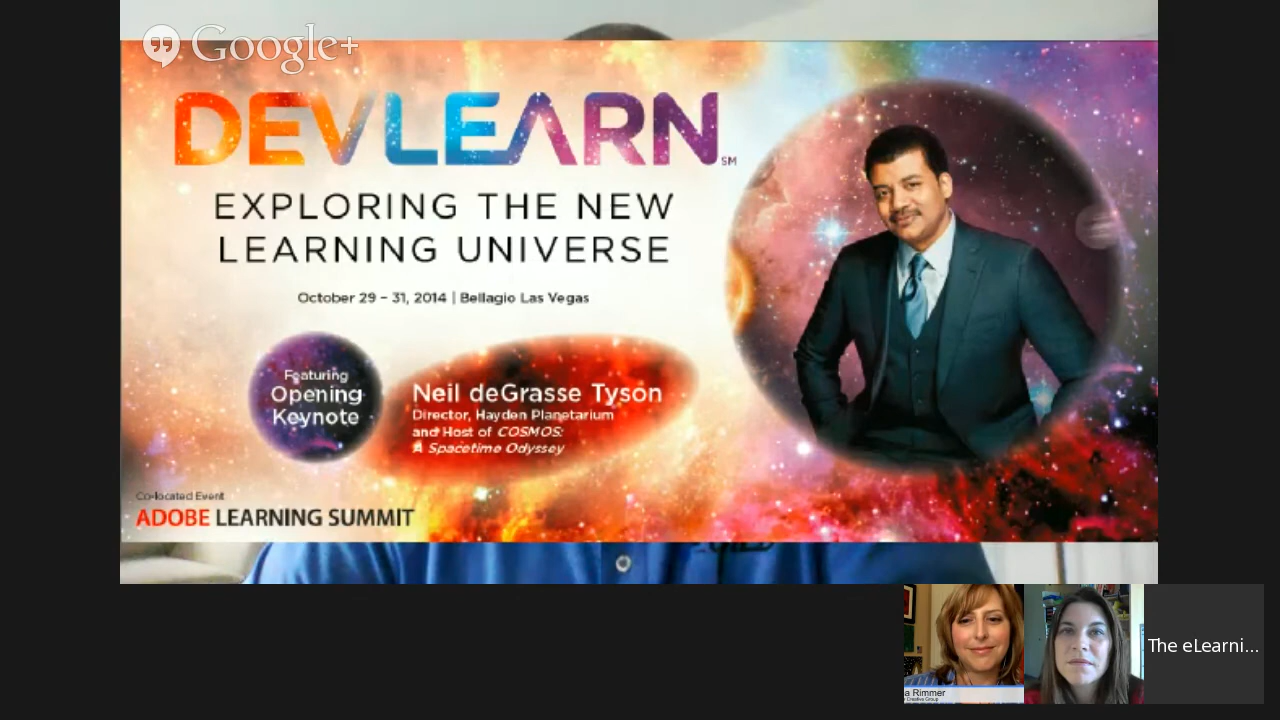 Google+
DEVLEARN
SM
EXPLORING THE NEW
LEARNING UNIVERSE
October 29 – 31, 2014 | Bellagio Las Vegas
Featuring
Opening
Keynote
Neil deGrasse Tyson
Director, Hayden Planetarium
and Host of COSMOS:
A Spacetime Odyssey
Co-located Event
ADOBE LEARNING SUMMIT
a Rimmer
Creative Group
The eLearni...